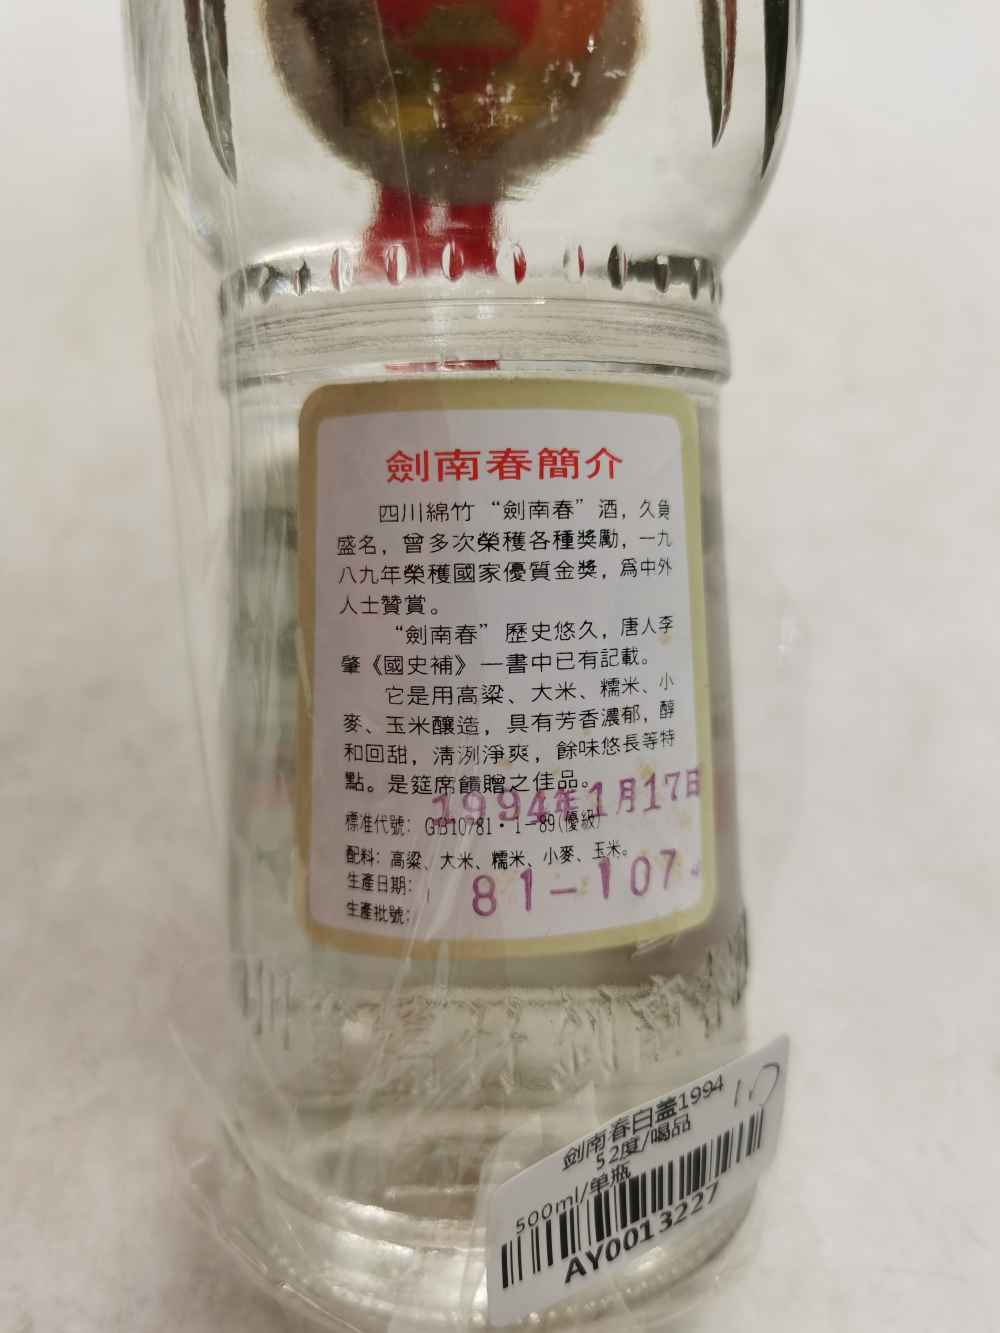 劍南春簡介
四川綿竹“劍南春”酒，久負
盛名，曾多次榮獲各種獎勵，一九
八九年榮獲國家優質金獎，爲中外
人士贊賞。
“劍南春”歷史悠久，唐人李
肇《國史補》一書中已有記載。
它是用高粱、大米、糯米、小
麥、玉米釀造，具有芳香濃郁，醇
和回甜，清洌淨爽，餘味悠長等特
點。是筵席饋贈之佳品。
1994年1月17日
標准代號：GB10781·1-89(優級)
配料：高粱、大米、糯米、小麥、玉米。
生產日期：
81-107
生產批號：
劍南春白盖1994
52度/喝品
500ml/单瓶
AY0013227